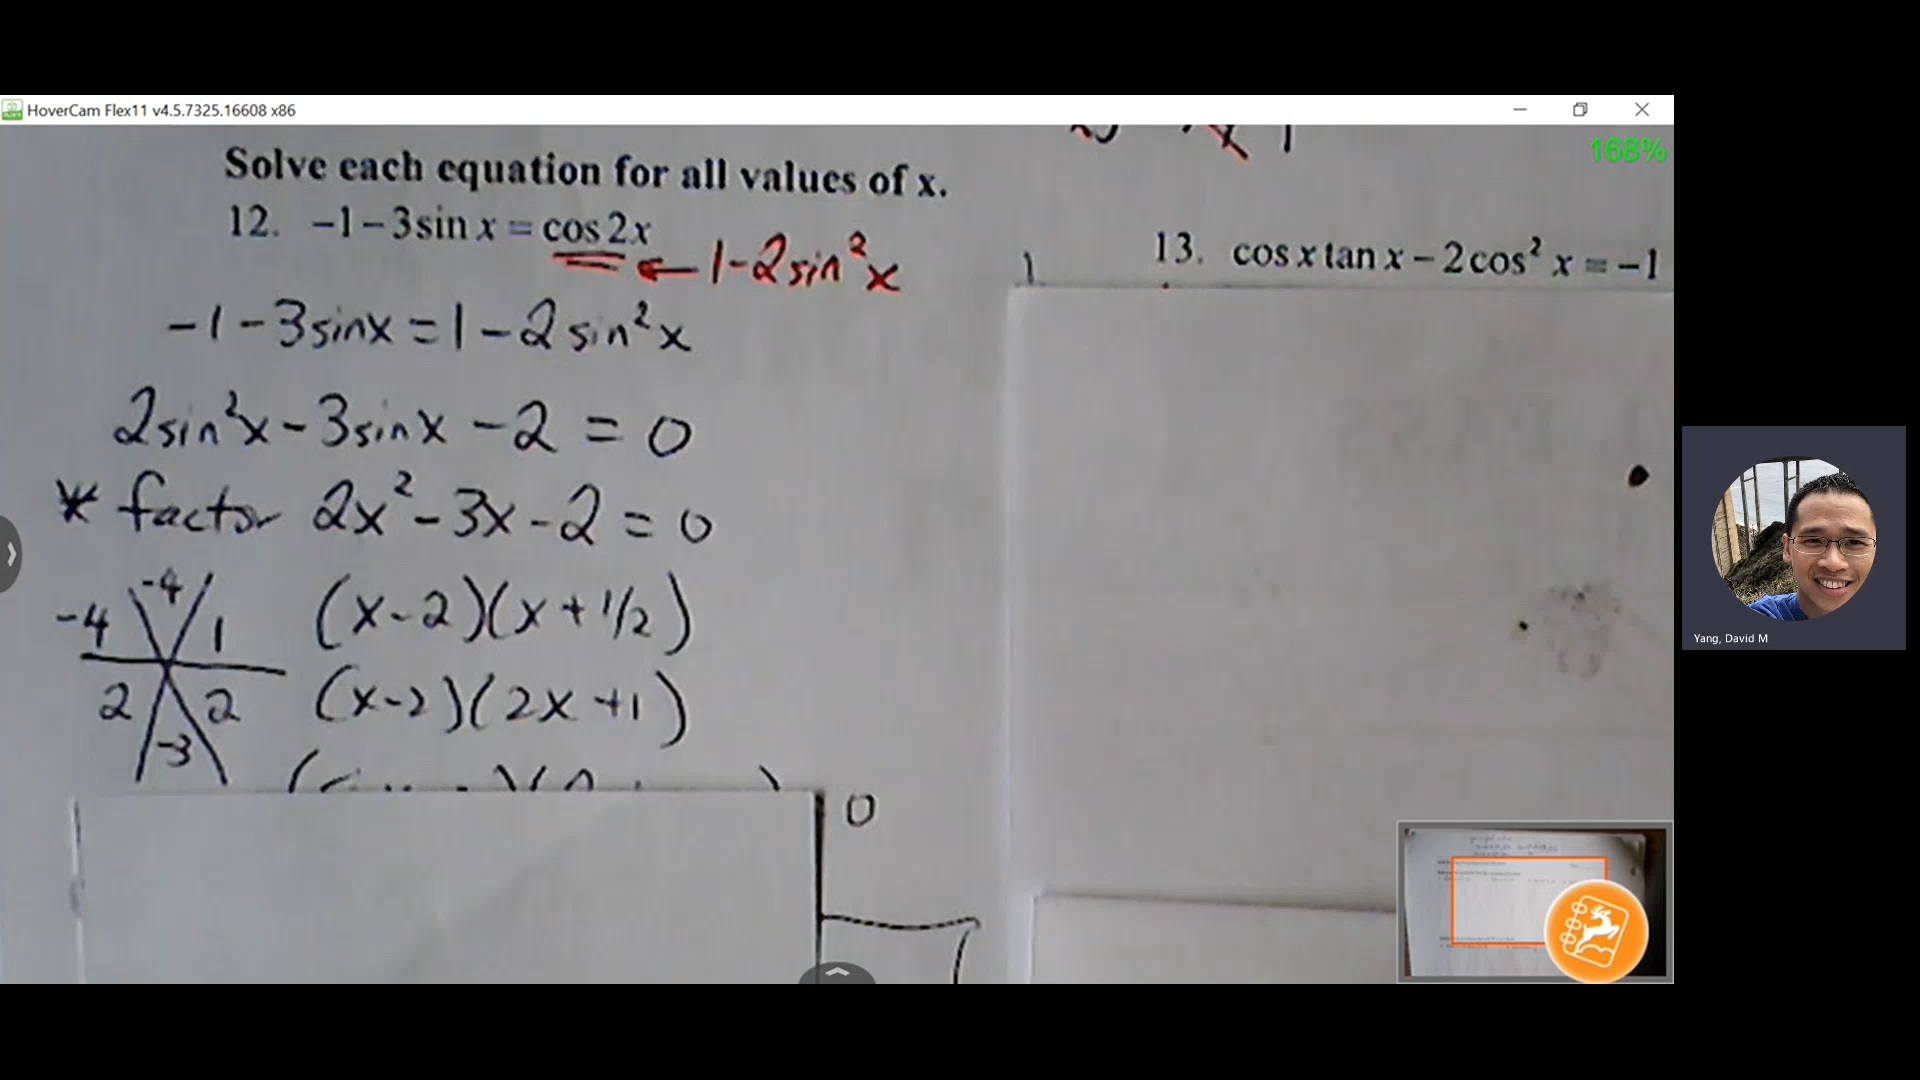 HoverCam Flex11 v4.5.7325.16608 x86
168%
Solve each equation for all values of x.
12. −1−3sin x = cos 2x
← 1-2sin²x
-1-3sinx=1-2sin²x
2sin²x-3sinx-2=0
* factor 2x²-3x-2=0
-4
-4 1
2 2
-3
(x-2)(x+1/2)
(x-2)(2x+1)
0
13. cos x tan x − 2cos² x = −1
Yang, David M